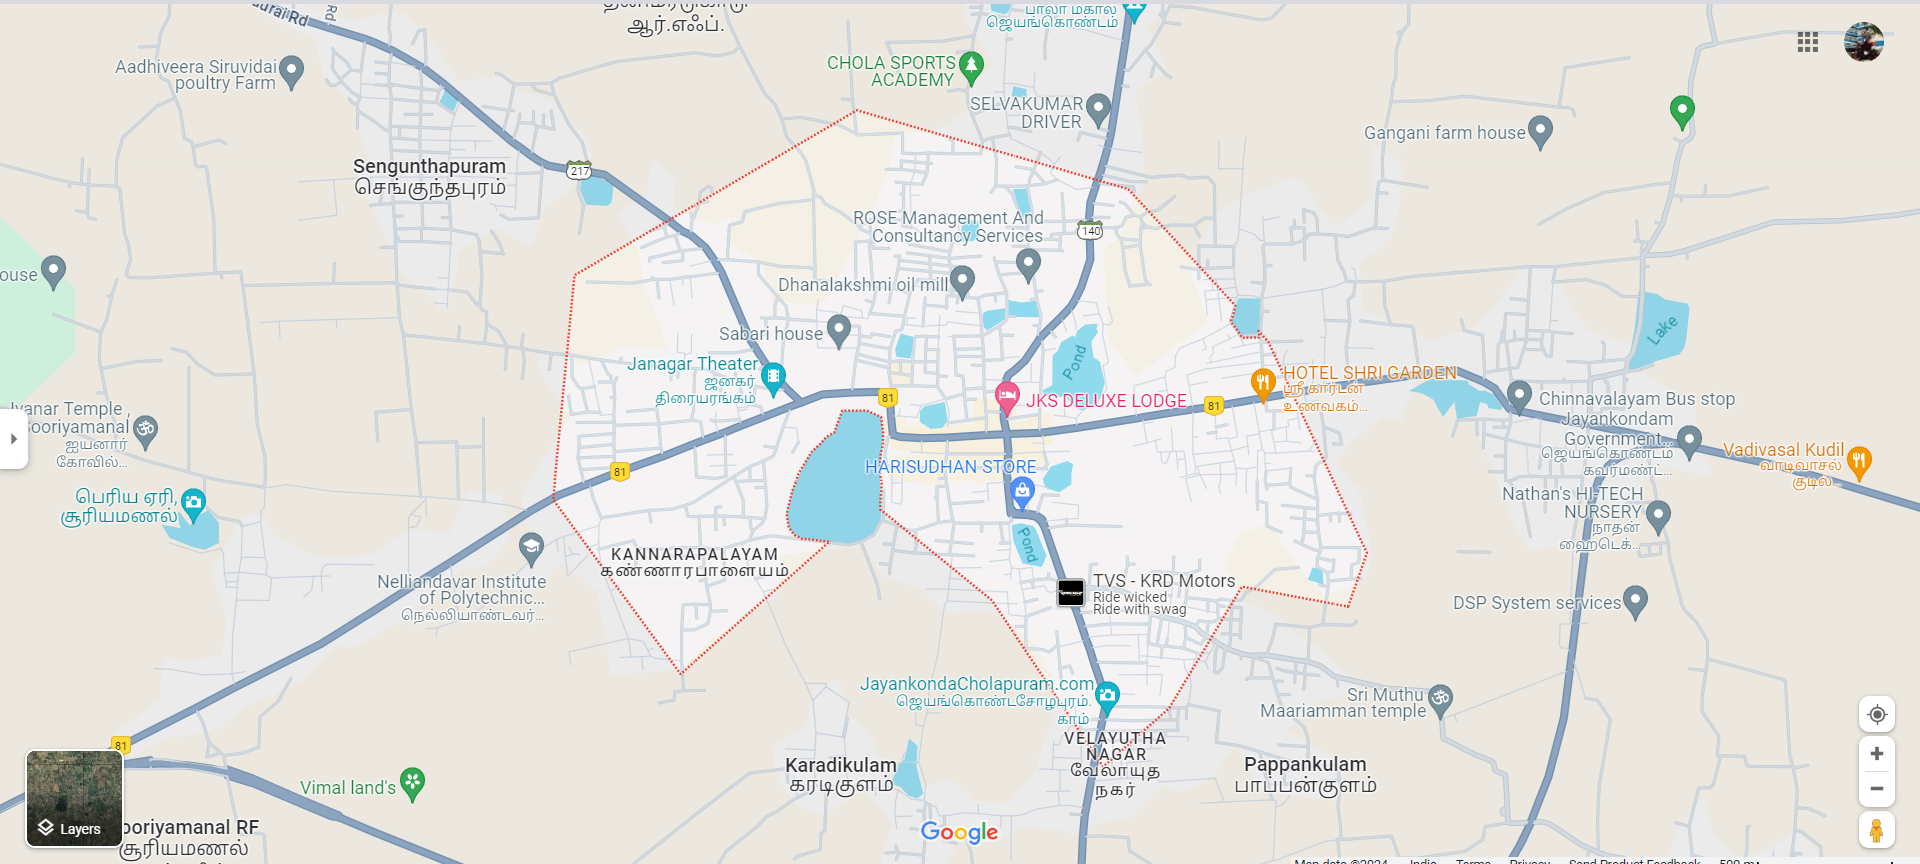 Rd
ஆர்.எஃப்.
பாலா மகால்
ஜெயங்கொண்டம்
Aadhiveera Siruvidai
poultry Farm
CHOLA SPORTS
ACADEMY
SELVAKUMAR
DRIVER
Gangani farm house
Sengunthapuram
செங்குந்தபுரம்
217
ROSE Management And
Consultancy Services
140
ouse
Dhanalakshmi oil mill
Sabari house
Lake
Pond
Janagar Theater
ஜனகர்
திரையரங்கம்
81
JKS DELUXE LODGE
81
HOTEL SHRI GARDEN
ஸ்ரீ கார்டன்
உணவகம்...
Chinnavalayam Bus stop
Jayankondam
Government...
ஜெயங்கொண்டம்
கவர்மண்ட்...
Vadivasal Kudil
வாடிவாசல்
குடில்...
Iyanar Temple ,
Sooriyamanal
ஐயனார்
கோவில்...
81
HARISUDHAN STORE
பெரிய ஏரி,
சூரியமணல்
Nathan's HI-TECH
NURSERY
நாதன்
ஹைடெக்...
Pond
KANNARAPALAYAM
கண்ணாரபாளையம்
Nelliandavar Institute
of Polytechnic...
நெல்லியாண்டவர்...
TVS - KRD Motors
Ride wicked
Ride with swag
DSP System services
JayankondaCholapuram.com
ஜெயங்கொண்டசோழபுரம்.
காம்
Sri Muthu
Maariamman temple
VELAYUTHA
NAGAR
வேலாயுத
நகர்
81
Karadikulam
கரடிகுளம்
Pappankulam
பாப்பன்குளம்
Vimal land's
Layers
ooriyamanal RF
சூரியமணல்
Google
Map data ©2024 India Terms Privacy Send Product Feedback 500 m